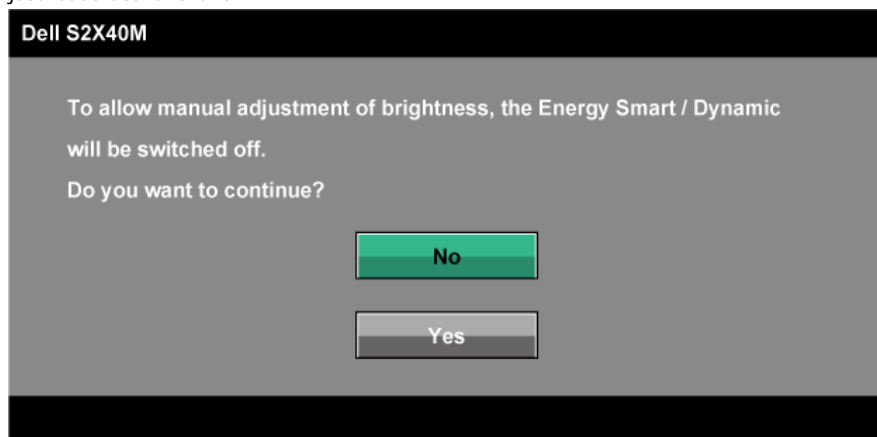 Dell S2X40M
To allow manual adjustment of brightness, the Energy Smart / Dynamic
will be switched off.
Do you want to continue?
No
Yes